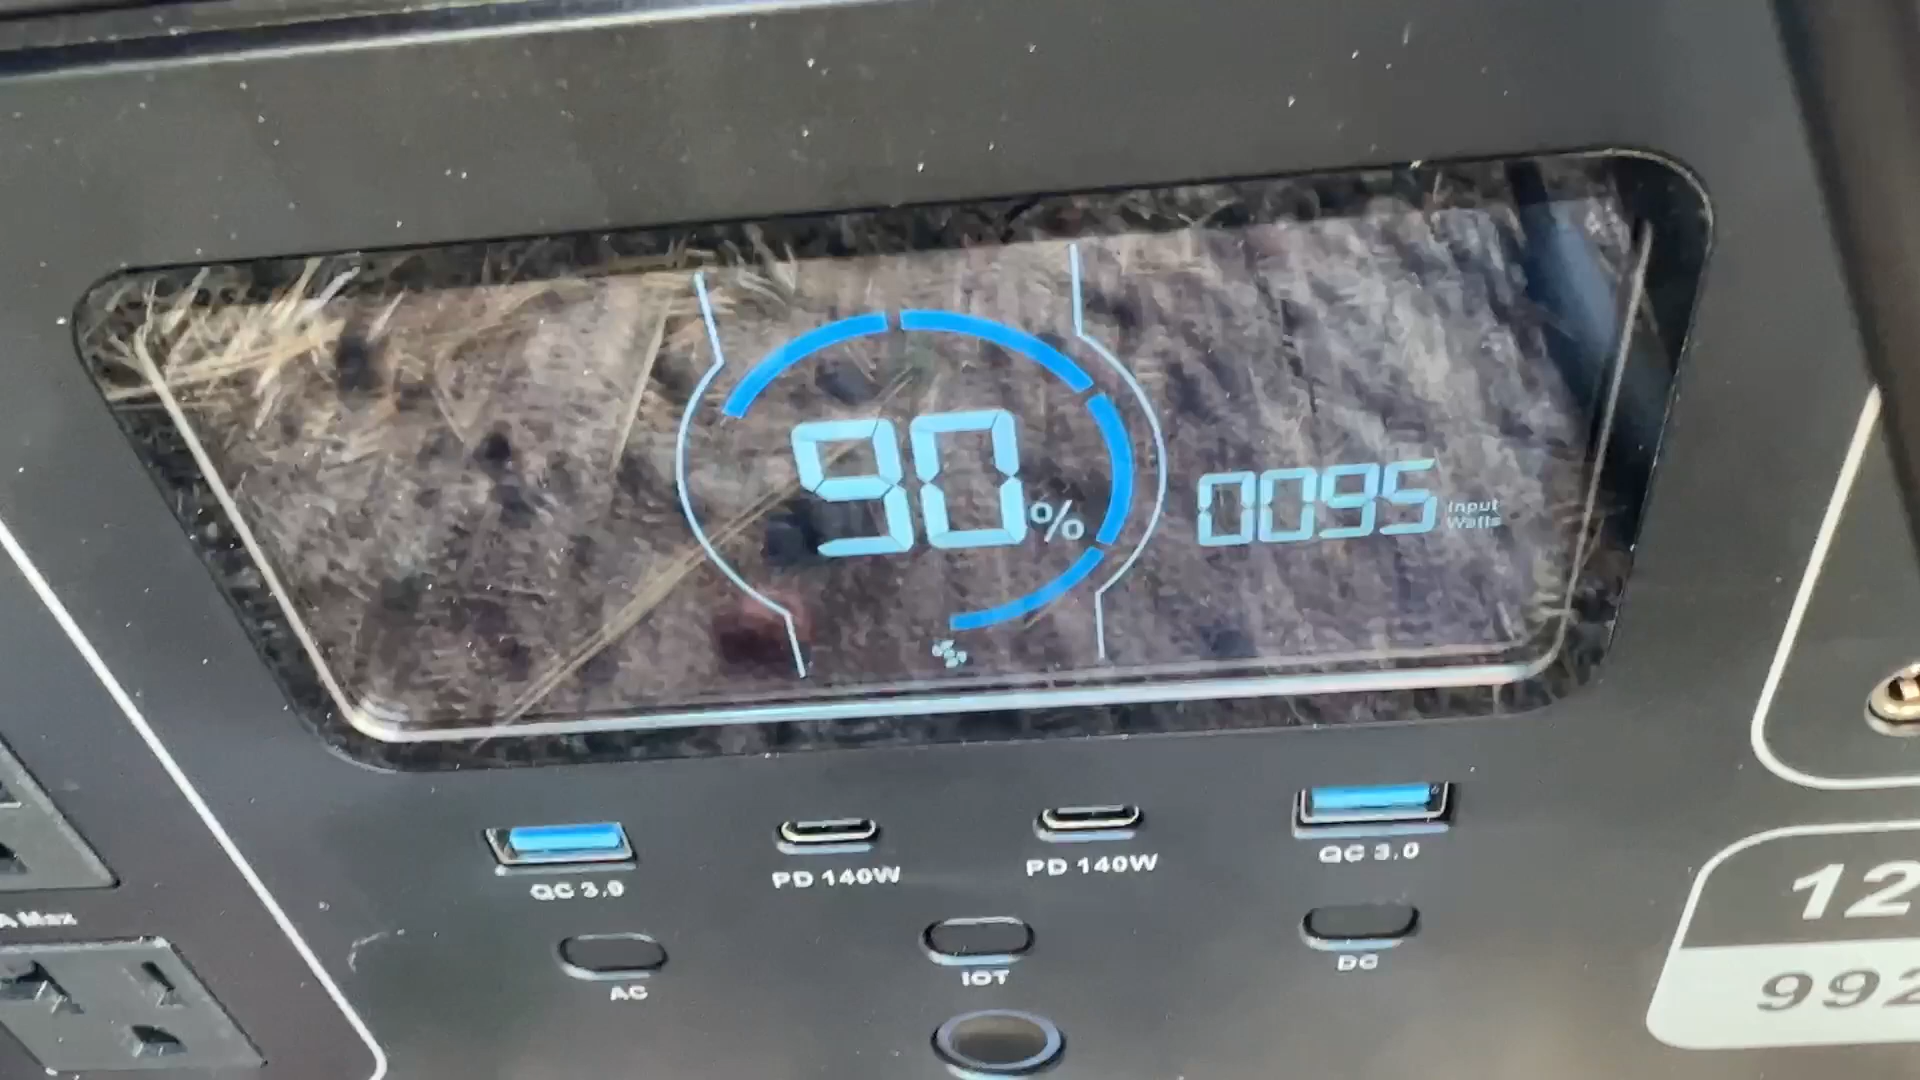 90%
0095 Input
Watts
QC 3.0
PD 140W
PD 140W
QC 3.0
A Max
AC
IOT
DC
12
992